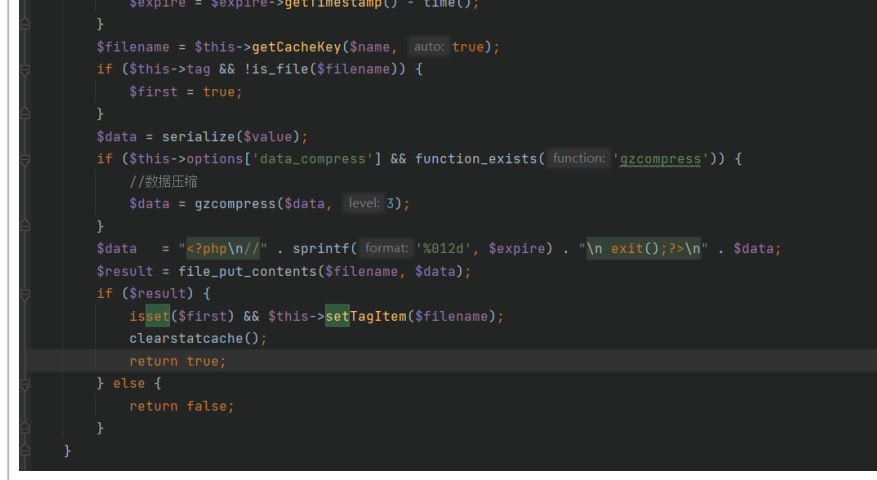 $expire = $expire->getTimestamp() - time();
}
$filename = $this->getCacheKey($name, auto: true);
if ($this->tag && !is_file($filename)) {
$first = true;
}
$data = serialize($value);
if ($this->options['data_compress'] && function_exists( function: 'gzcompress')) {
//数据压缩
$data = gzcompress($data, level: 3);
}
$data   = "<?php\n//" . sprintf( format: '%012d', $expire) . "\n exit();?>\n" . $data;
$result = file_put_contents($filename, $data);
if ($result) {
isset($first) && $this->setTagItem($filename);
clearstatcache();
return true;
} else {
return false;
}
}